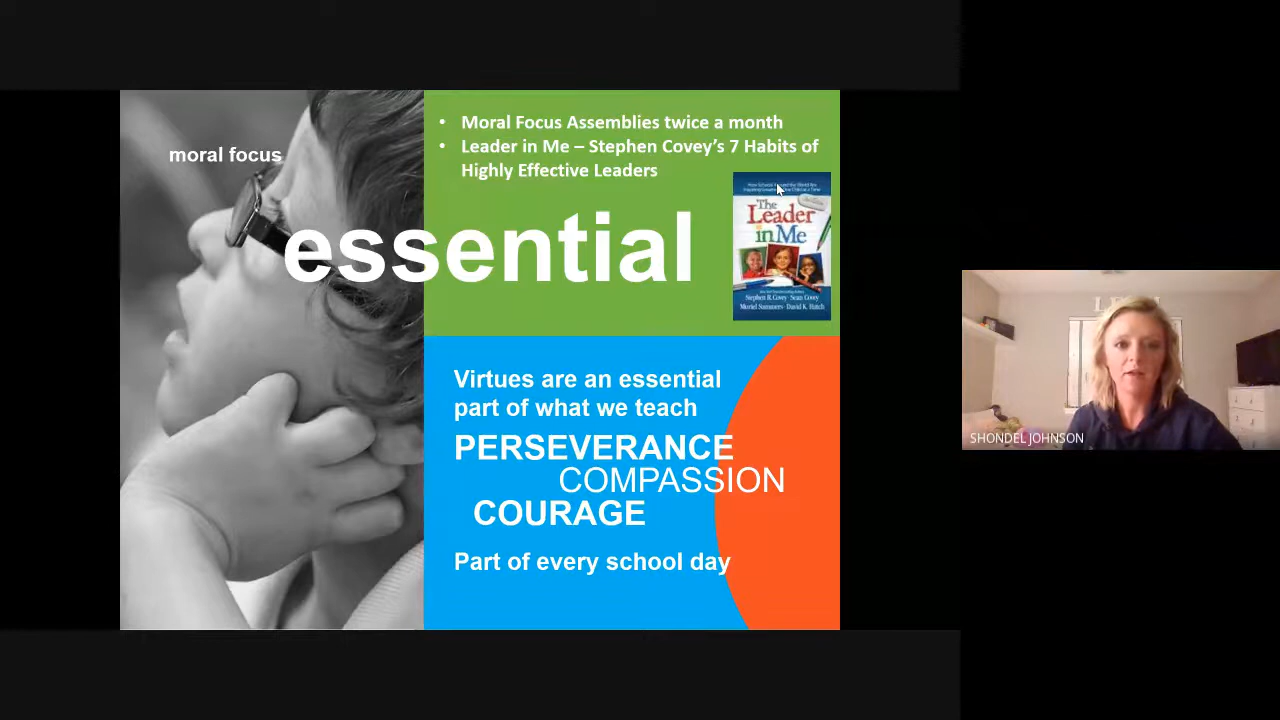 moral focus
• Moral Focus Assemblies twice a month
• Leader in Me – Stephen Covey's 7 Habits of
Highly Effective Leaders
essential
The
Leader
in Me
Stephen R. Covey · Sean Covey
Muriel Summers · David K. Hatch
Virtues are an essential
part of what we teach
PERSEVERANCE
COMPASSION
COURAGE
Part of every school day
SHONDEL JOHNSON